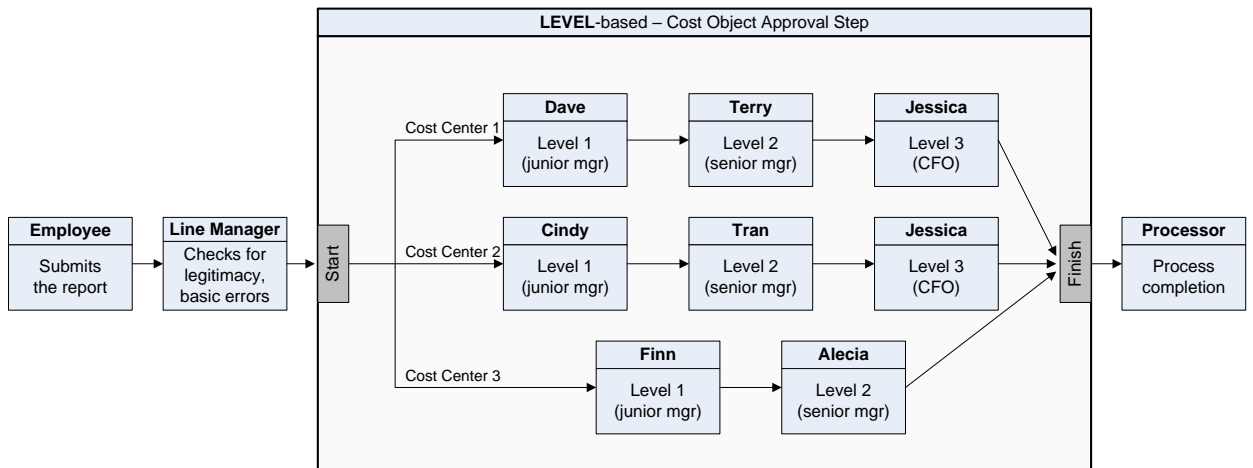 LEVEL-based – Cost Object Approval Step
Employee
Submits
the report
Line Manager
Checks for
legitimacy,
basic errors
Start
Cost Center 1
Dave
Level 1
(junior mgr)
Terry
Level 2
(senior mgr)
Jessica
Level 3
(CFO)
Cost Center 2
Cindy
Level 1
(junior mgr)
Tran
Level 2
(senior mgr)
Jessica
Level 3
(CFO)
Cost Center 3
Finn
Level 1
(junior mgr)
Alecia
Level 2
(senior mgr)
Finish
Processor
Process
completion